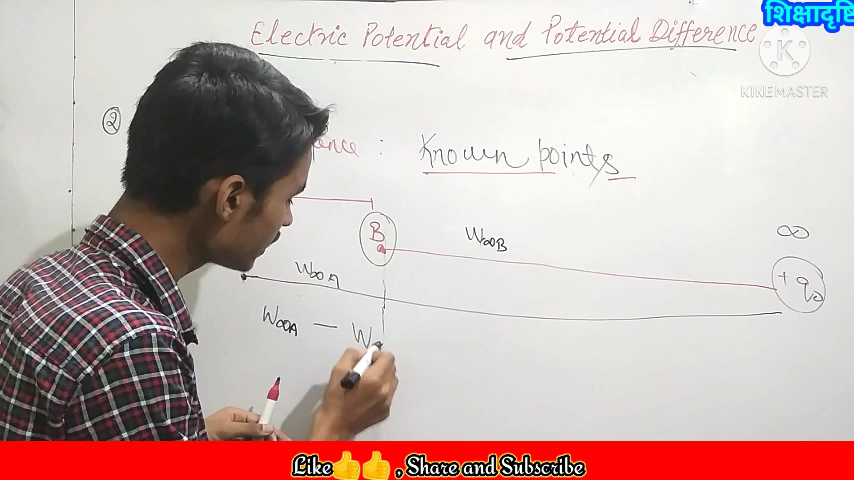 शिक्षादृष्टि
Electric Potential and Potential Difference
KINEMASTER
②
: Known points
B
W∞B
∞
+q₀
W∞A
W∞A — W
Like👍👍, Share and Subscribe